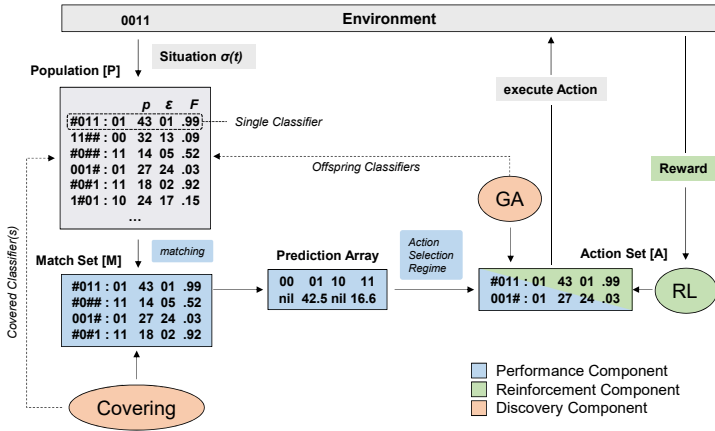 0011
Environment
Situation σ(t)
Population [P]
p ε F
#011 : 01 43 01 .99
11## : 00 32 13 .09
#0## : 11 14 05 .52
001# : 01 27 24 .03
#0#1 : 11 18 02 .92
1#01 : 10 24 17 .15
...
Single Classifier
Offspring Classifiers
execute Action
Reward
GA
matching
Match Set [M]
#011 : 01 43 01 .99
#0## : 11 14 05 .52
001# : 01 27 24 .03
#0#1 : 11 18 02 .92
Prediction Array
00 01 10 11
nil 42.5 nil 16.6
Action
Selection
Regime
Action Set [A]
#011 : 01 43 01 .99
001# : 01 27 24 .03
RL
Covered Classifier(s)
Covering
Performance Component
Reinforcement Component
Discovery Component